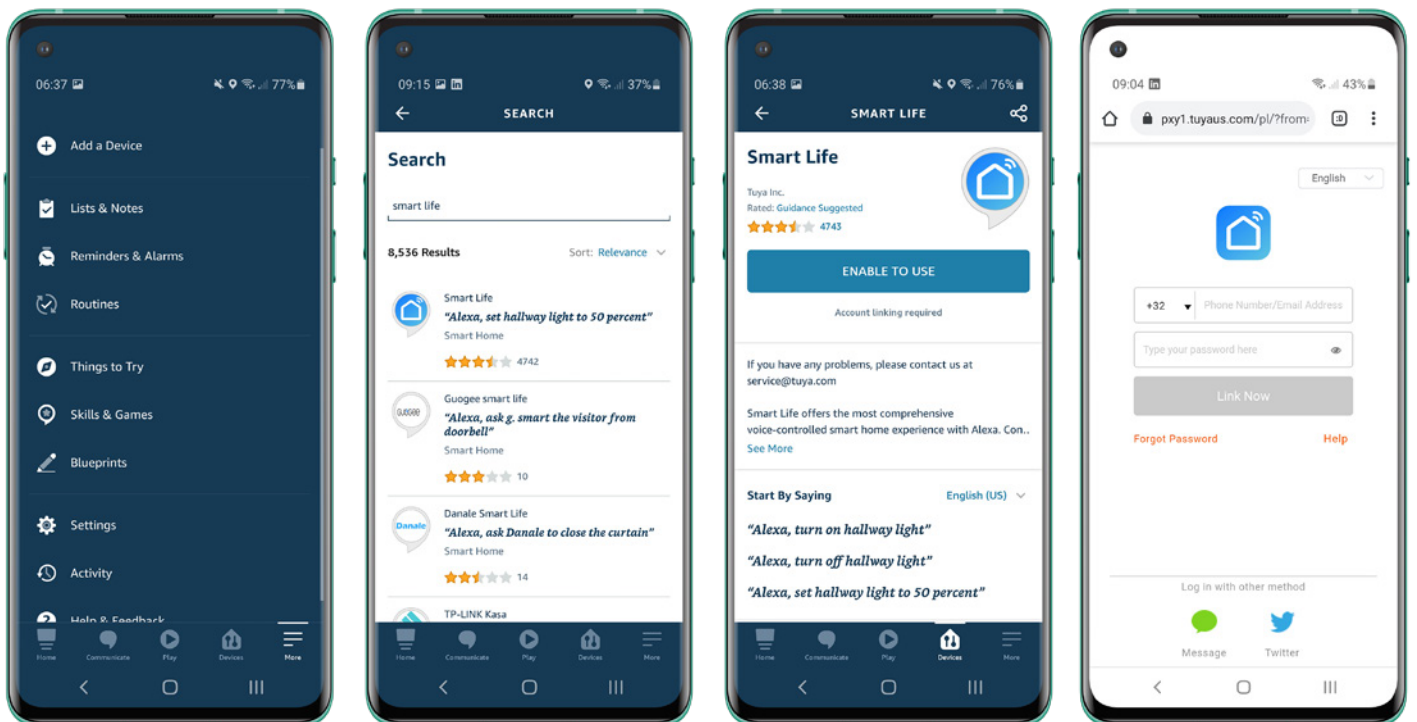 06:37
77%
Add a Device
Lists & Notes
Reminders & Alarms
Routines
Things to Try
Skills & Games
Blueprints
Settings
Activity
Help & Feedback
Home Communicate Play Devices More
09:15
37%
SEARCH
Search
smart life
8,536 Results Sort: Relevance
Smart Life
“Alexa, set hallway light to 50 percent”
Smart Home
4742
GUOGEE
Guogee smart life
“Alexa, ask g. smart the visitor from
doorbell”
Smart Home
10
Danale
Danale Smart Life
“Alexa, ask Danale to close the curtain”
Smart Home
14
TP-LINK Kasa
Home Communicate Play Devices More
06:38
76%
SMART LIFE
Smart Life
Tuya Inc.
Rated: Guidance Suggested
4743
ENABLE TO USE
Account linking required
If you have any problems, please contact us at
service@tuya.com
Smart Life offers the most comprehensive
voice-controlled smart home experience with Alexa. Con..
See More
Start By Saying English (US)
“Alexa, turn on hallway light”
“Alexa, turn off hallway light”
“Alexa, set hallway light to 50 percent”
Home Communicate Play Devices More
09:04
43%
pxy1.tuyaus.com/pl/?from= :D
English
+32 Phone Number/Email Address
Type your password here
Link Now
Forgot Password Help
Log in with other method
Message Twitter